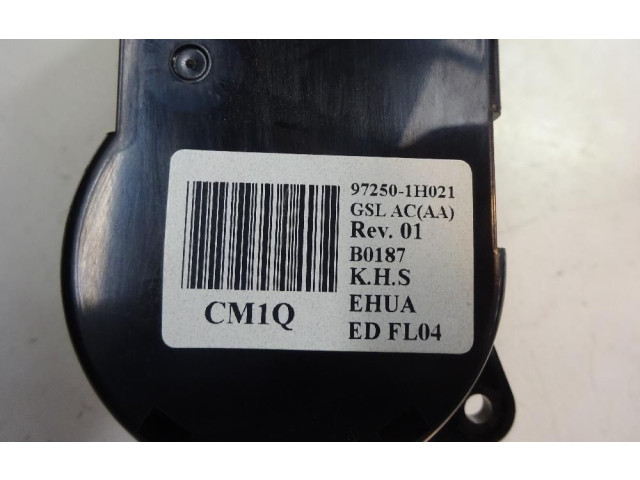 97250-1H021
GSL AC(AA)
Rev. 01
B0187
K.H.S
EHUA
ED FL04
CM1Q